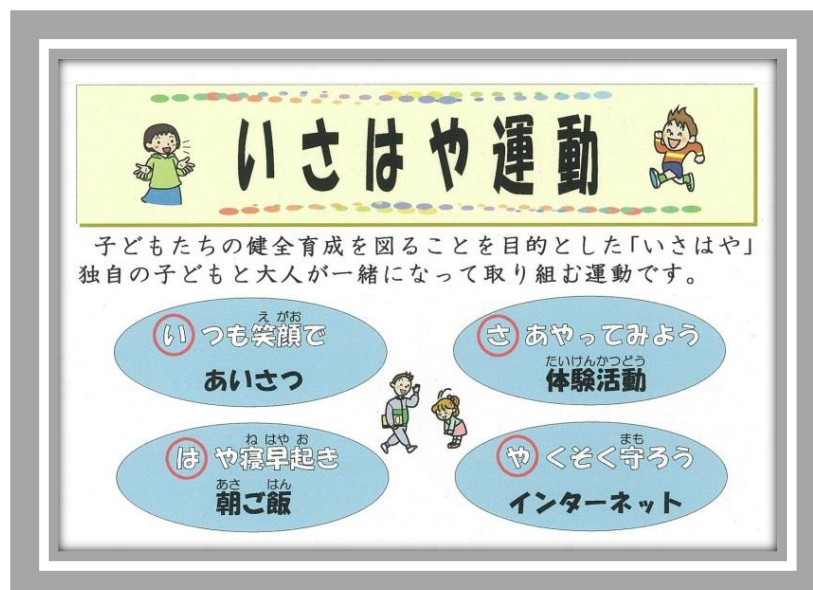 いさはや運動
子どもたちの健全育成を図ることを目的とした「いさはや」
独自の子どもと大人が一緒になって取り組む運動です。
いつも笑顔で
えがお
あいさつ
さあやってみよう
たいけんかつどう
体験活動
はや寝早起き
ね はや お
あさ はん
朝ご飯
やくそく守ろう
まも
インターネット